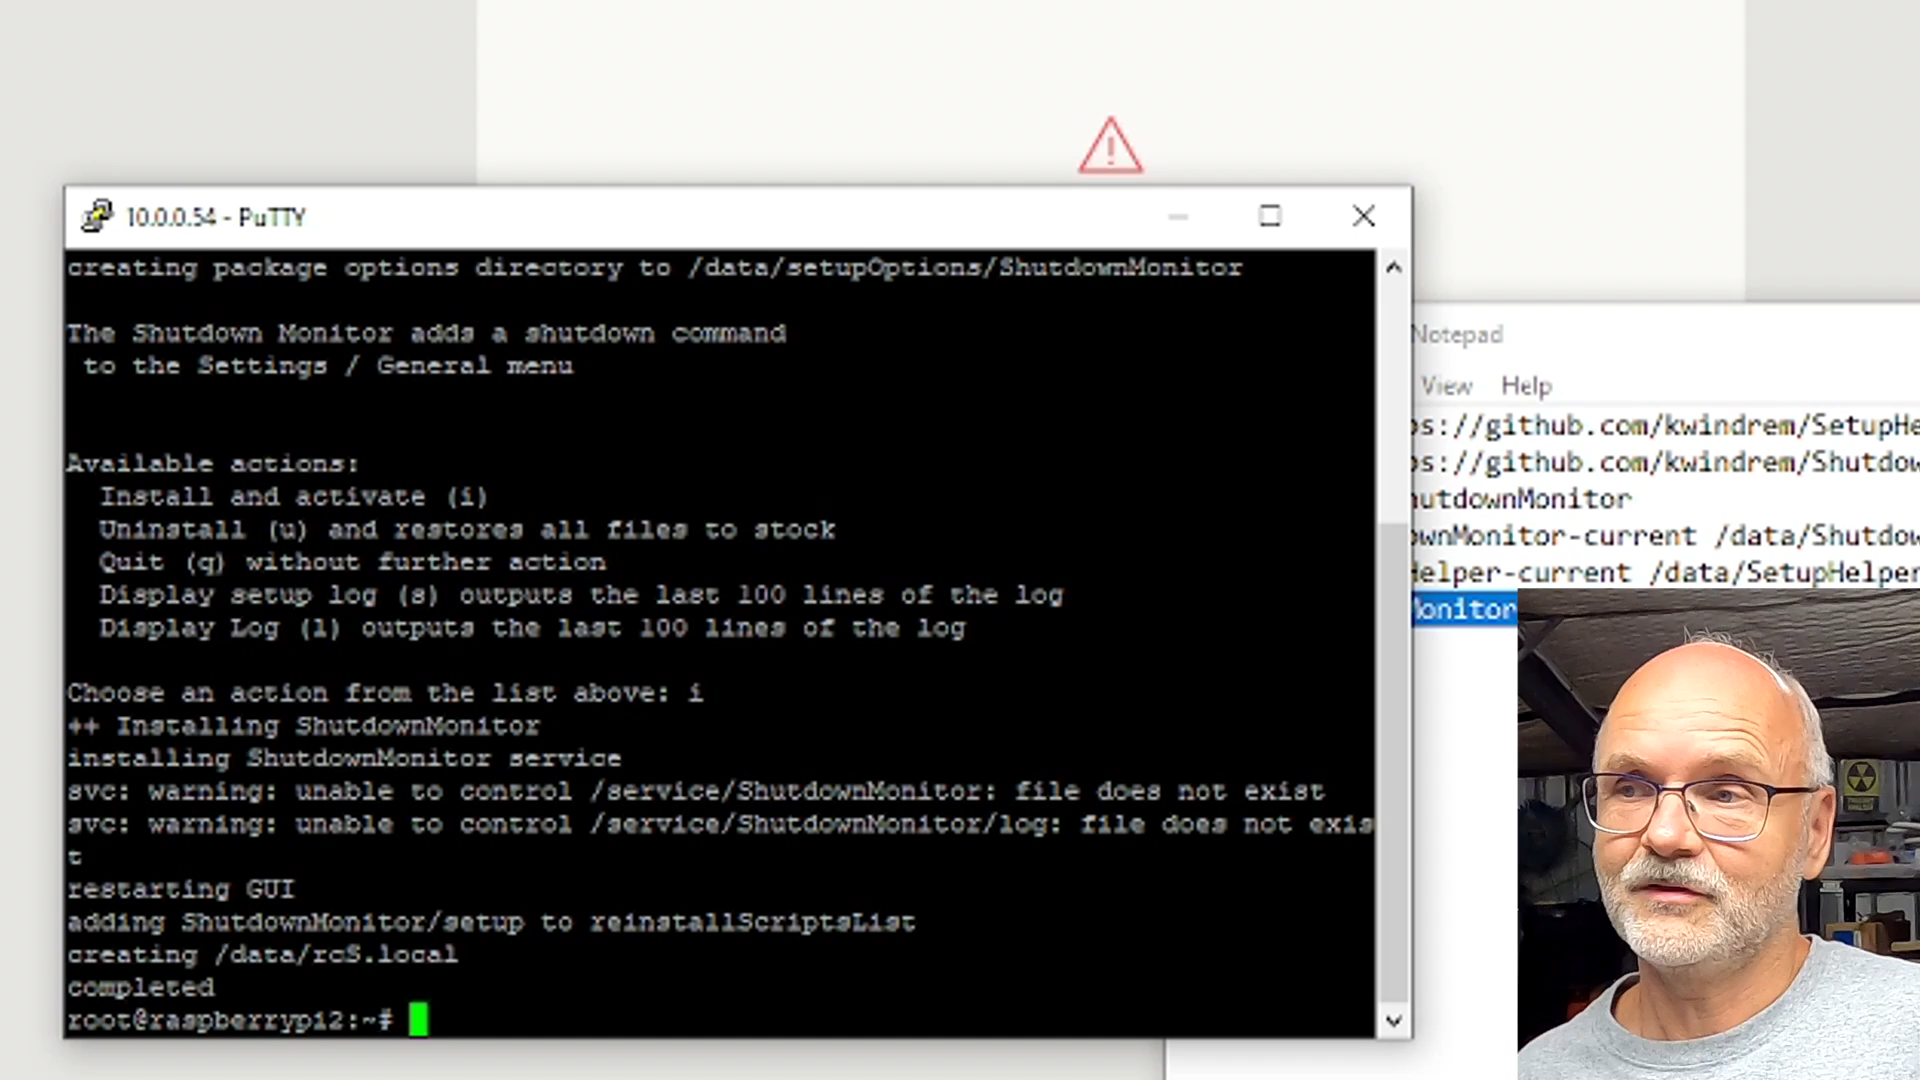 10.0.0.54 - PuTTY
creating package options directory to /data/setupOptions/ShutdownMonitor
The Shutdown Monitor adds a shutdown command
to the Settings / General menu
Available actions:
Install and activate (i)
Uninstall (u) and restores all files to stock
Quit (q) without further action
Display setup log (s) outputs the last 100 lines of the log
Display Log (l) outputs the last 100 lines of the log
Choose an action from the list above: i
++ Installing ShutdownMonitor
installing ShutdownMonitor service
svc: warning: unable to control /service/ShutdownMonitor: file does not exist
svc: warning: unable to control /service/ShutdownMonitor/log: file does not exis
t
restarting GUI
adding ShutdownMonitor/setup to reinstallScriptsList
creating /data/rcS.local
completed
root@raspberrypi2:~#
Notepad
View Help
ps://github.com/kwindrem/SetupHe
ps://github.com/kwindrem/Shutdow
hutdownMonitor
ownMonitor-current /data/Shutdow
Helper-current /data/SetupHelper
Monitor